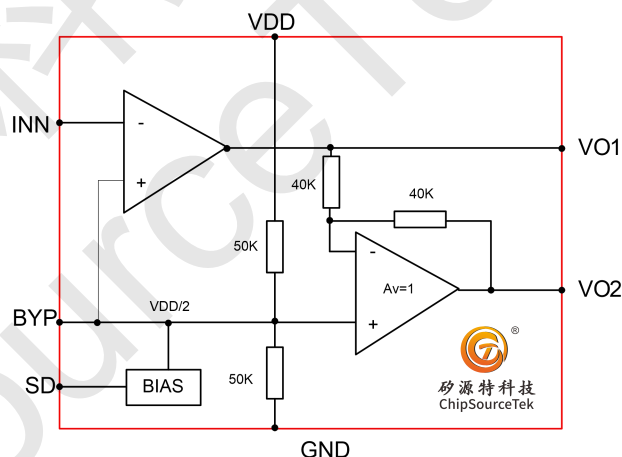 VDD
INN
-
+
VO1
40K
40K
50K
-
Av=1
+
VO2
BYP
VDD/2
SD
BIAS
50K
®
矽源特科技
ChipSourceTek
GND